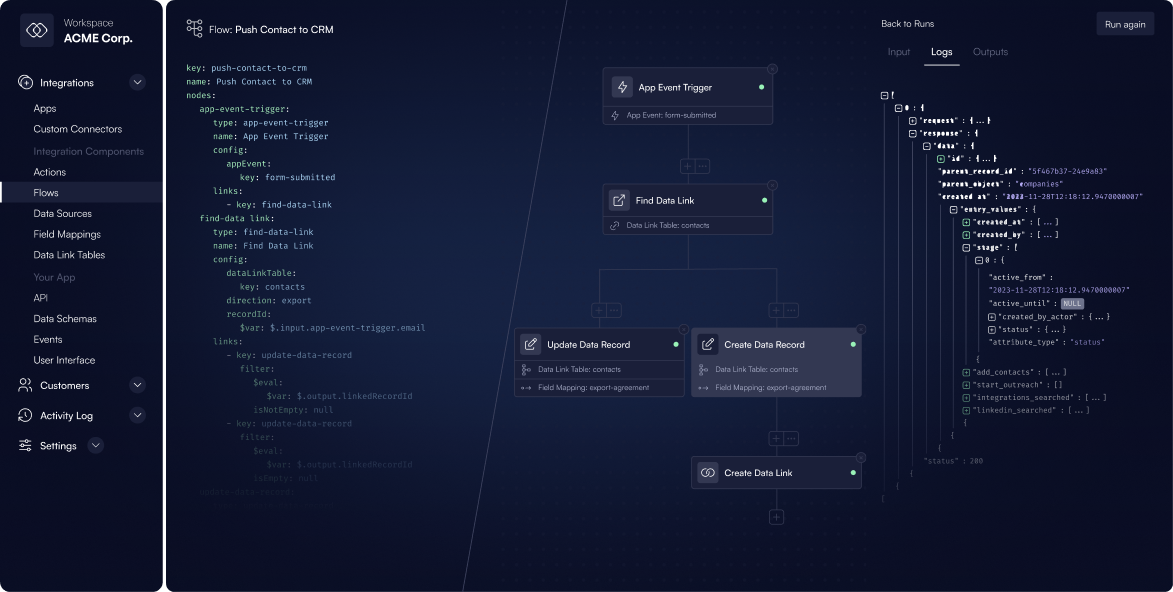 Workspace
ACME Corp.
Integrations
Apps
Custom Connectors
Integration Components
Actions
Flows
Data Sources
Field Mappings
Data Link Tables
Your App
API
Data Schemas
Events
User Interface
Customers
Activity Log
Settings
Flow: Push Contact to CRM
key: push-contact-to-crm
name: Push Contact to CRM
nodes:
app-event-trigger:
type: app-event-trigger
name: App Event Trigger
config:
appEvent:
key: form-submitted
links:
- key: find-data-link
find-data link:
type: find-data-link
name: Find Data Link
config:
dataLinkTable:
key: contacts
direction: export
recordId:
$var: $.input.app-event-trigger.email
links:
- key: update-data-record
filter:
$eval:
$var: $.output.linkedRecordId
isNotEmpty: null
- key: update-data-record
filter:
$eval:
$var: $.output.linkedRecordId
isEmpty: null
update-data-record:
App Event Trigger
App Event: form-submitted
Find Data Link
Data Link Table: contacts
Update Data Record
Data Link Table: contacts
Field Mapping: export-agreement
Create Data Record
Data Link Table: contacts
Field Mapping: export-agreement
Create Data Link
Back to Runs
Run again
Input Logs Outputs
[
0 : {
"request" : {...}
"response" : {
"data" : {
"id" : {...}
"parent_record_id" : "5f467b37-24e9a83"
"parent_object" : "companies"
"created_at" : "2023-11-28T12:18:12.9470000007"
"entry_values" : {
"created_at" : [...]
"created_by" : [...]
"stage" : [
0 : {
"active_from" :
"2023-11-28T12:18:12.9470000007"
"active_until" : NULL
"created_by_actor" : {...}
"status" : {...}
"attribute_type" : "status"
{
"add_contacts" : [...]
"start_outreach" : []
"integrations_searched" : [...]
"linkedin_searched" : [...]
{
{
{
"status" : 200
{
[
[